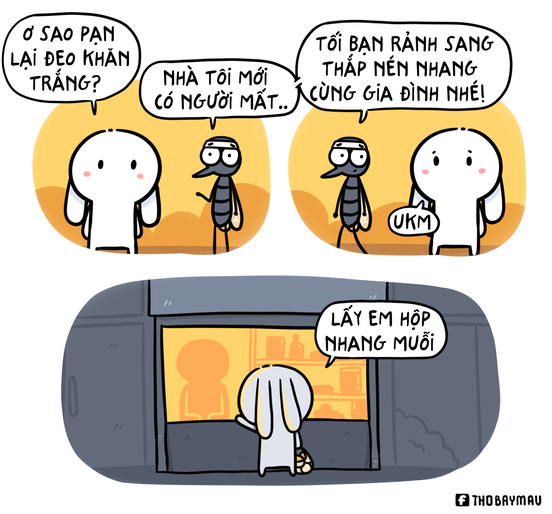 Ơ SAO PẠN
LẠI ĐEO KHĂN
TRẮNG?
NHÀ TÔI MỚI
CÓ NGƯỜI MẤT..
TỐI BẠN RẢNH SANG
THẮP NÉN NHANG
CÙNG GIA ĐÌNH NHÉ!
UKM
LẤY EM HỘP
NHANG MUỖI
f THOBAYMAU